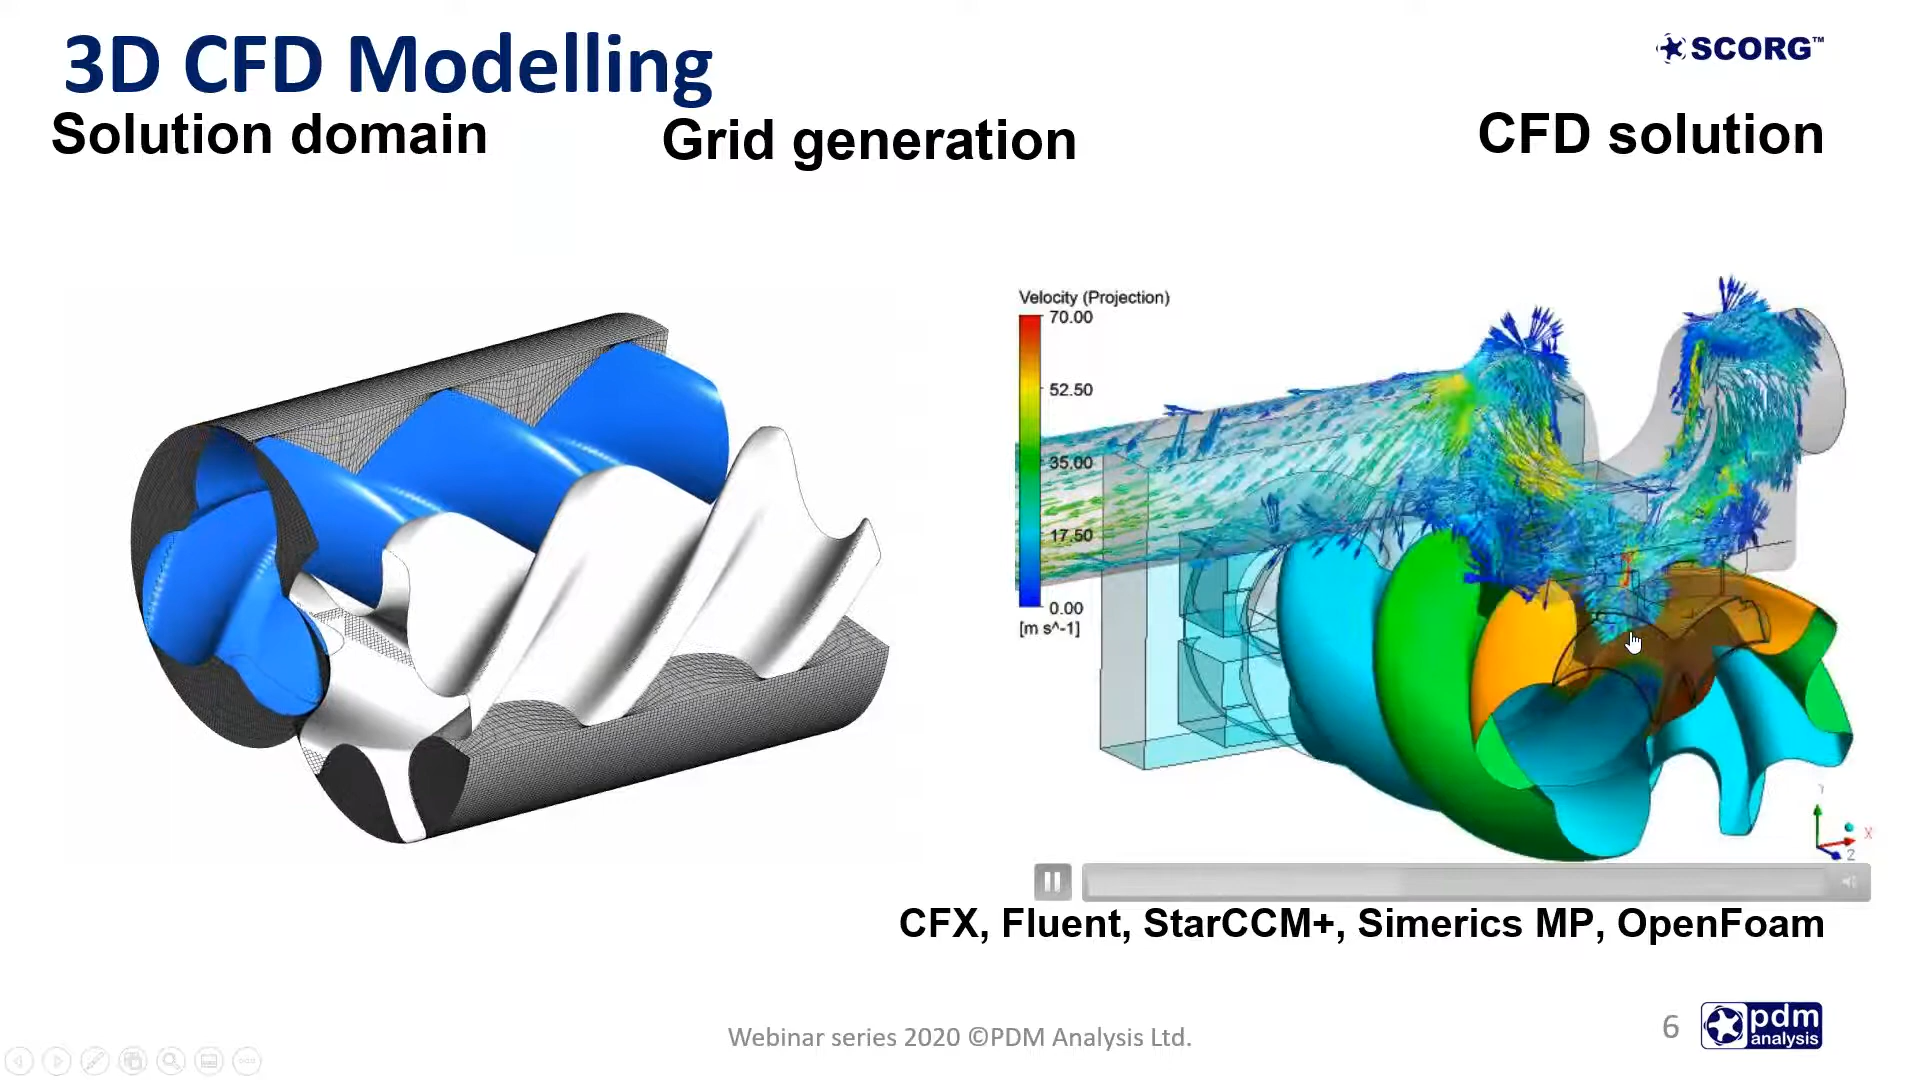 3D CFD Modelling
SCORG™
Solution domain
Grid generation
CFD solution
Velocity (Projection)
70.00
52.50
35.00
17.50
0.00
[m s^-1]
Y
X
Z
CFX, Fluent, StarCCM+, Simerics MP, OpenFoam
Webinar series 2020 ©PDM Analysis Ltd.
6
pdm
analysis